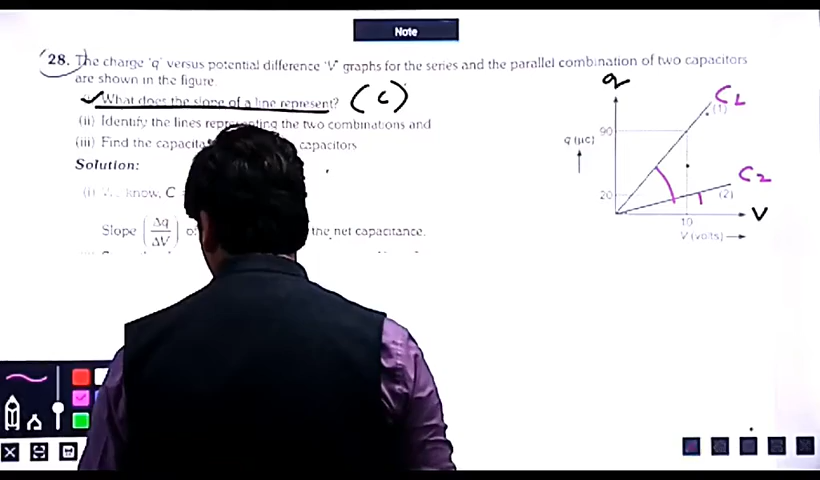 Note
28. The charge 'q' versus potential difference 'V' graphs for the series and the parallel combination of two capacitors
are shown in the figure.
(i) What does the slope of a line represent? (C)
(ii) Identify the lines representing the two combinations and
(iii) Find the capacita capacitors
Solution:
(i) We know, C
Slope (Δq/ΔV) of the net capacitance.
q
C1
(1)
90
q (μc)
C2
20
(2)
V
10
V (volts)